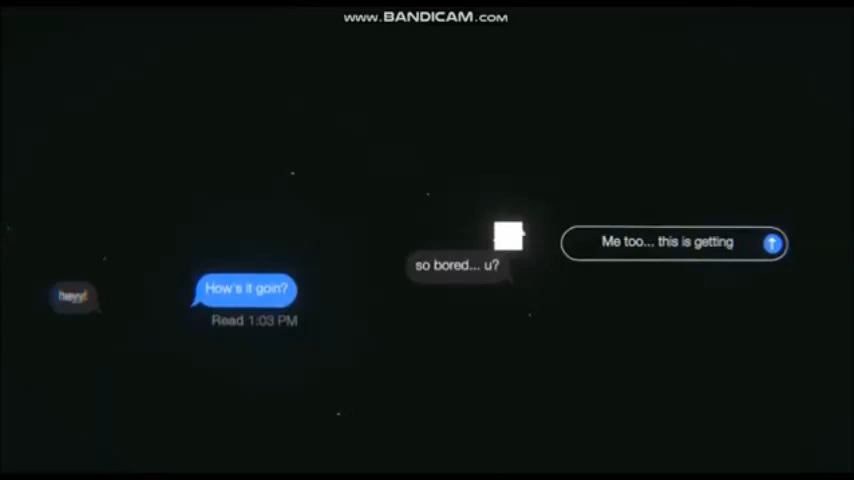 www.BANDICAM.com
heyy!
How's it goin?
Read 1:03 PM
so bored... u?
Me too... this is getting